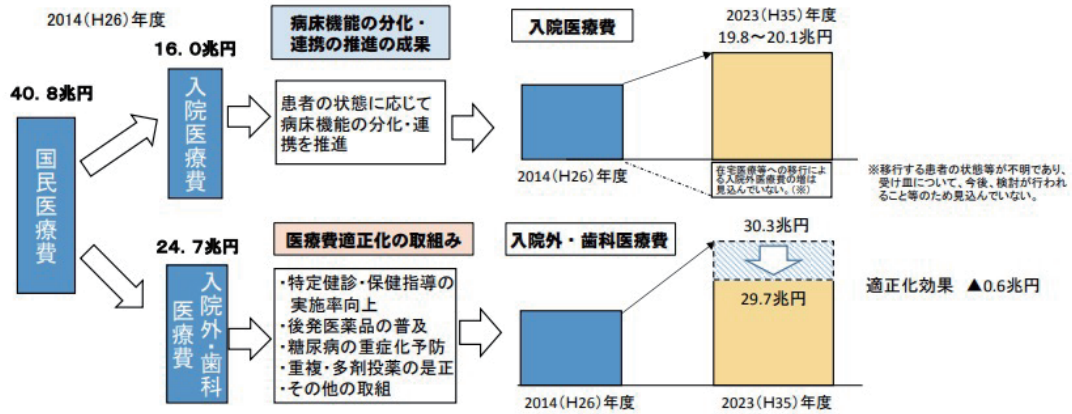 2014(H26)年度
40.8兆円
国民医療費
16.0兆円
入院医療費
病床機能の分化・
連携の推進の成果
患者の状態に応じて
病床機能の分化・連
携を推進
入院医療費
2014(H26)年度
2023(H35)年度
19.8～20.1兆円
在宅医療等への移行によ
る入院外医療費の増は
見込んでいない。(※)
※移行する患者の状態等が不明であり、
受け皿について、今後、検討が行われ
ること等のため見込んでいない。
24.7兆円
入院外・歯科
医療費
医療費適正化の取組み
・特定健診・保健指導の
実施率向上
・後発医薬品の普及
・糖尿病の重症化予防
・重複・多剤投薬の是正
・その他の取組
入院外・歯科医療費
2014(H26)年度
30.3兆円
29.7兆円
2023(H35)年度
適正化効果 ▲0.6兆円